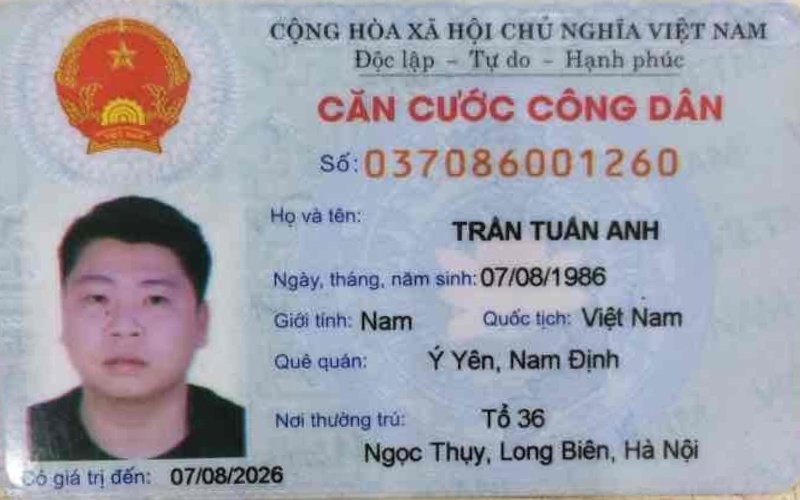 CỘNG HÒA XÃ HỘI CHỦ NGHĨA VIỆT NAM
Độc lập - Tự do - Hạnh phúc
CĂN CƯỚC CÔNG DÂN
Số: 037086001260
Họ và tên: TRẦN TUẤN ANH
Ngày, tháng, năm sinh: 07/08/1986
Giới tính: Nam Quốc tịch: Việt Nam
Quê quán: Ý Yên, Nam Định
Nơi thường trú: Tổ 36
Ngọc Thụy, Long Biên, Hà Nội
Có giá trị đến: 07/08/2026